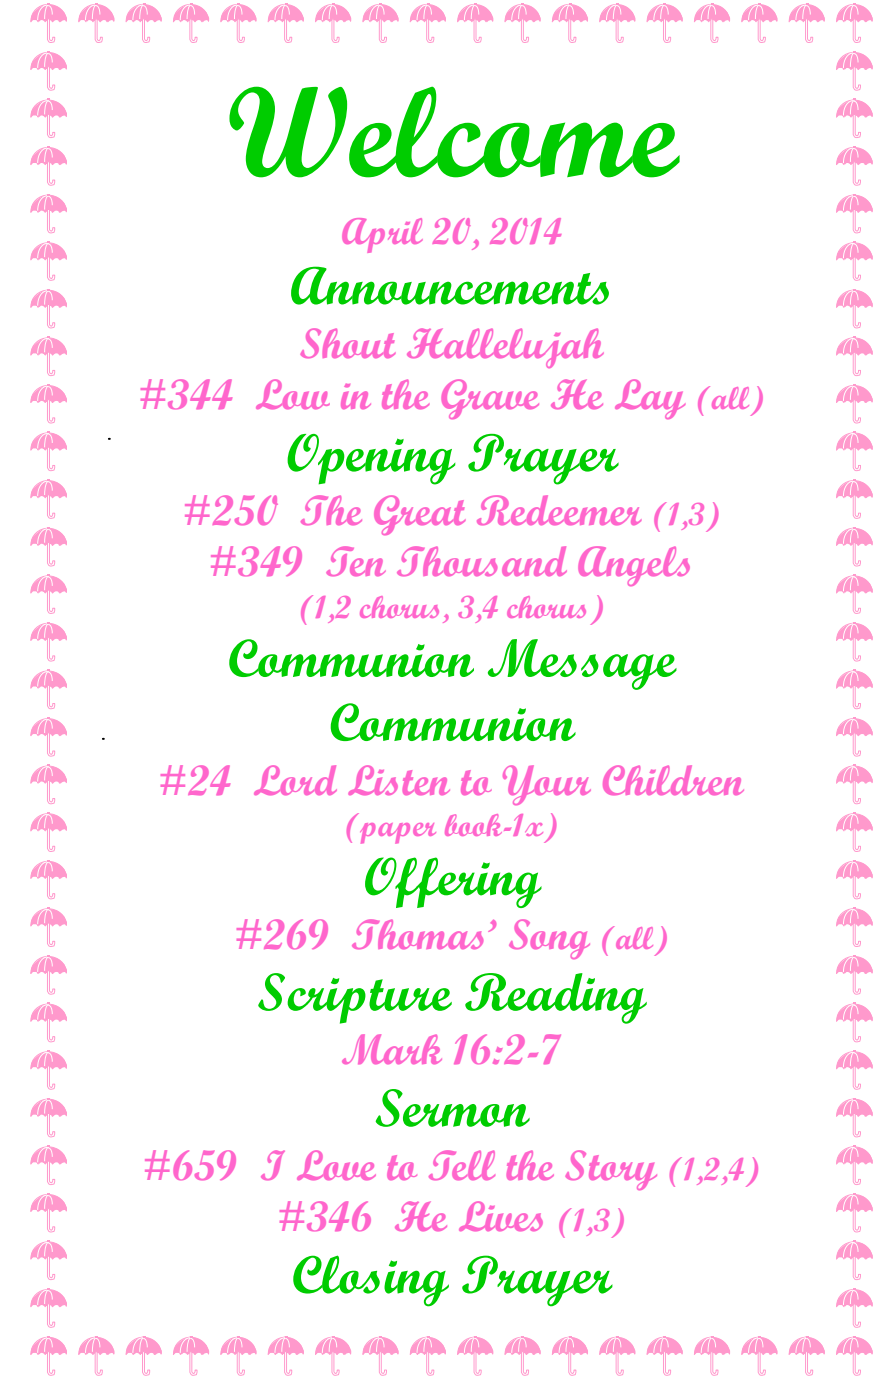 Welcome
April 20, 2014
Announcements
Shout Hallelujah
#344 Low in the Grave He Lay (all)
Opening Prayer
#250 The Great Redeemer (1,3)
#349 Ten Thousand Angels
(1,2 chorus, 3,4 chorus)
Communion Message
Communion
#24 Lord Listen to Your Children
(paper book-1x)
Offering
#269 Thomas’ Song (all)
Scripture Reading
Mark 16:2-7
Sermon
#659 I Love to Tell the Story (1,2,4)
#346 He Lives (1,3)
Closing Prayer